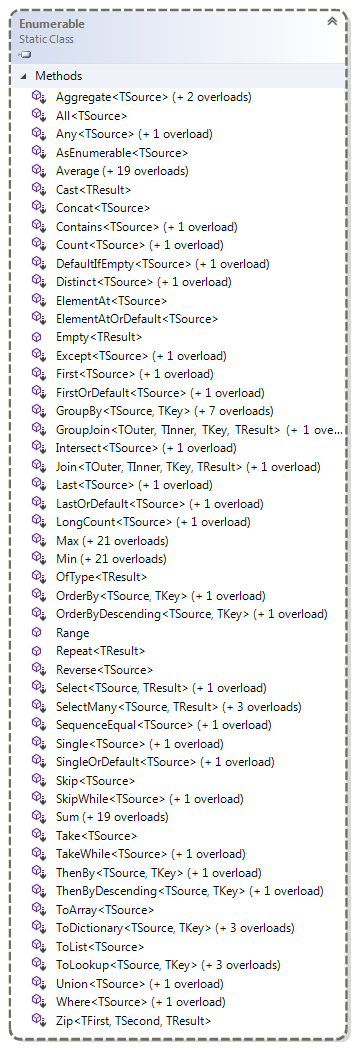 Enumerable
Static Class
Methods
Aggregate<TSource> (+ 2 overloads)
All<TSource>
Any<TSource> (+ 1 overload)
AsEnumerable<TSource>
Average (+ 19 overloads)
Cast<TResult>
Concat<TSource>
Contains<TSource> (+ 1 overload)
Count<TSource> (+ 1 overload)
DefaultIfEmpty<TSource> (+ 1 overload)
Distinct<TSource> (+ 1 overload)
ElementAt<TSource>
ElementAtOrDefault<TSource>
Empty<TResult>
Except<TSource> (+ 1 overload)
First<TSource> (+ 1 overload)
FirstOrDefault<TSource> (+ 1 overload)
GroupBy<TSource, TKey> (+ 7 overloads)
GroupJoin<TOuter, TInner, TKey, TResult> (+ 1 ove...
Intersect<TSource> (+ 1 overload)
Join<TOuter, TInner, TKey, TResult> (+ 1 overload)
Last<TSource> (+ 1 overload)
LastOrDefault<TSource> (+ 1 overload)
LongCount<TSource> (+ 1 overload)
Max (+ 21 overloads)
Min (+ 21 overloads)
OfType<TResult>
OrderBy<TSource, TKey> (+ 1 overload)
OrderByDescending<TSource, TKey> (+ 1 overload)
Range
Repeat<TResult>
Reverse<TSource>
Select<TSource, TResult> (+ 1 overload)
SelectMany<TSource, TResult> (+ 3 overloads)
SequenceEqual<TSource> (+ 1 overload)
Single<TSource> (+ 1 overload)
SingleOrDefault<TSource> (+ 1 overload)
Skip<TSource>
SkipWhile<TSource> (+ 1 overload)
Sum (+ 19 overloads)
Take<TSource>
TakeWhile<TSource> (+ 1 overload)
ThenBy<TSource, TKey> (+ 1 overload)
ThenByDescending<TSource, TKey> (+ 1 overload)
ToArray<TSource>
ToDictionary<TSource, TKey> (+ 3 overloads)
ToList<TSource>
ToLookup<TSource, TKey> (+ 3 overloads)
Union<TSource> (+ 1 overload)
Where<TSource> (+ 1 overload)
Zip<TFirst, TSecond, TResult>